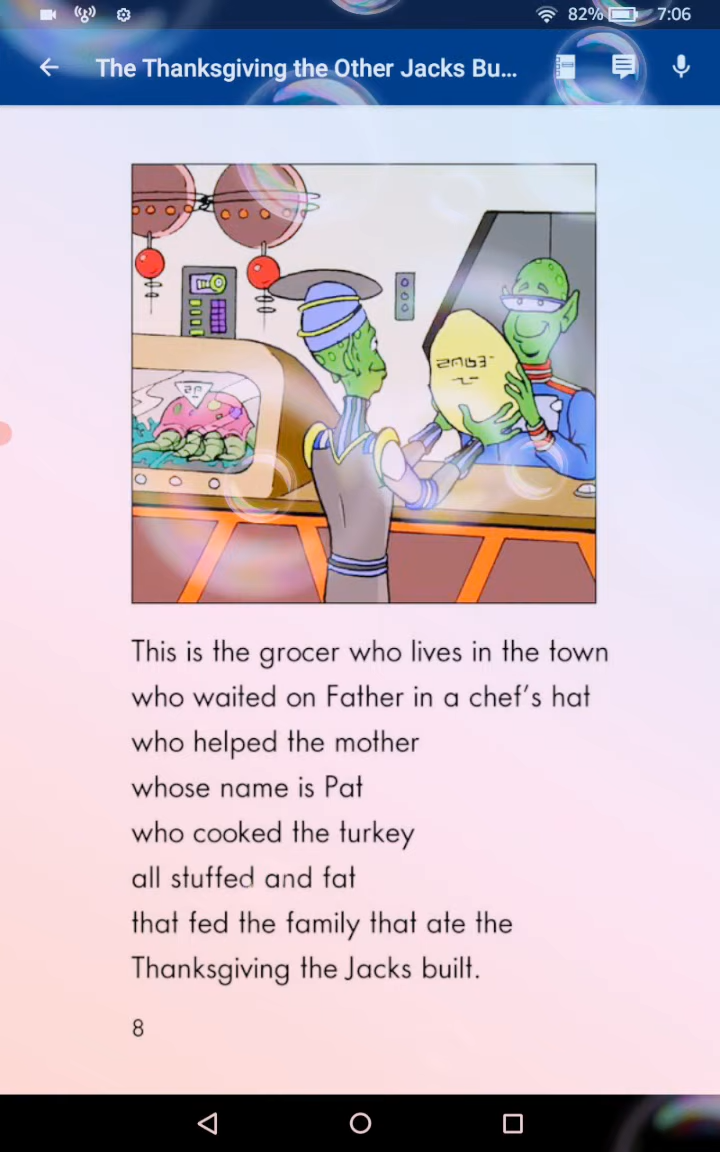 82% 7:06
The Thanksgiving the Other Jacks Bu...
This is the grocer who lives in the town
who waited on Father in a chef's hat
who helped the mother
whose name is Pat
who cooked the turkey
all stuffed and fat
that fed the family that ate the
Thanksgiving the Jacks built.
8